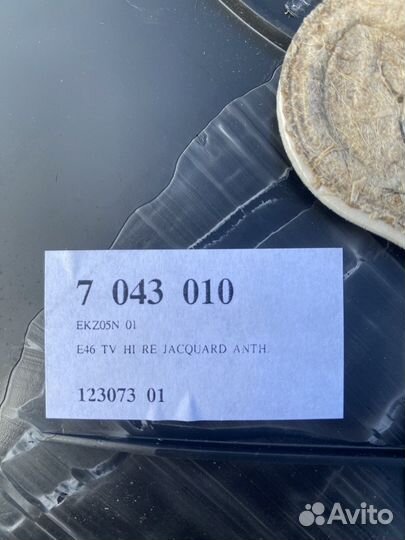 7 043 010
EKZ05N 01
E46 TV HI RE JACQUARD ANTH.
123073 01
Avito